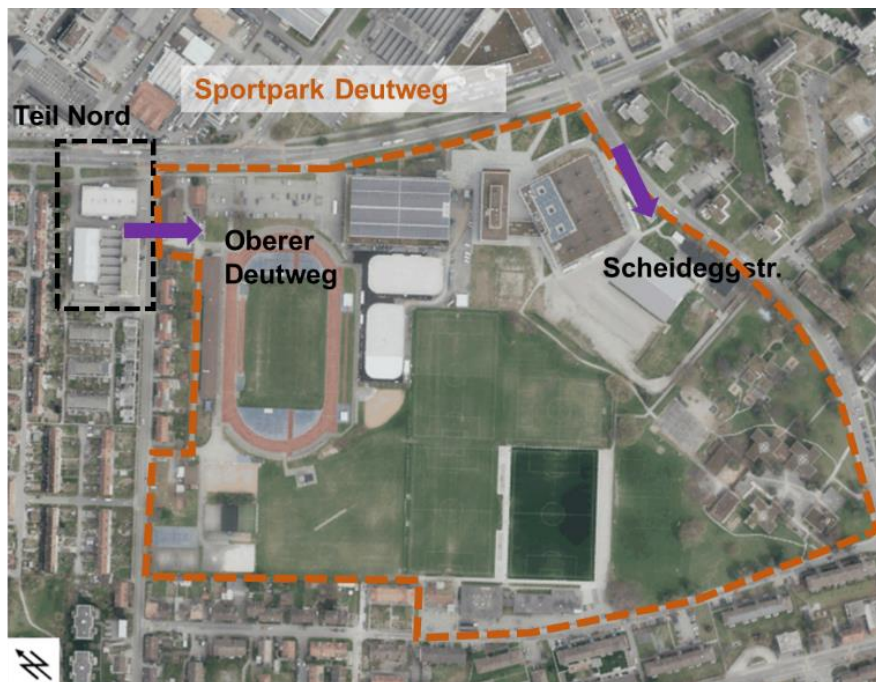 Sportpark Deutweg
Teil Nord
Oberer
Deutweg
Scheideggstr.